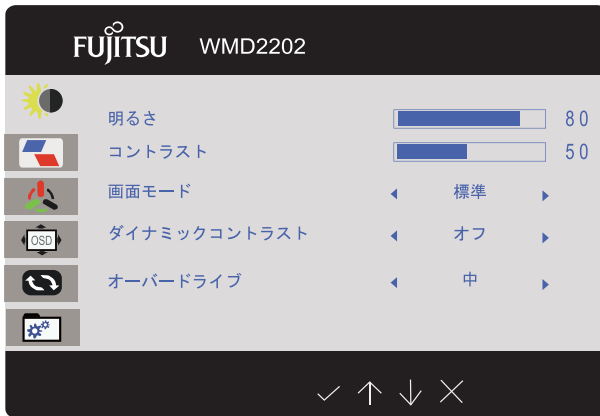 FUJITSU WMD2202
明るさ 80
コントラスト 50
画面モード 標準
ダイナミックコントラスト オフ
OSD
オーバードライブ 中